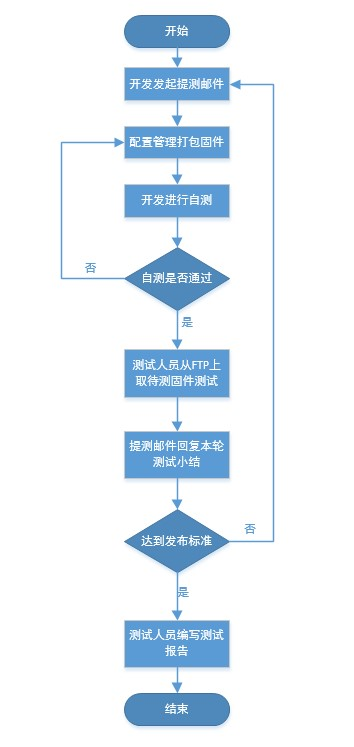 开始
开发发起提测邮件
配置管理打包固件
开发进行自测
自测是否通过
否
是
测试人员从FTP上
取待测固件测试
提测邮件回复本轮
测试小结
达到发布标准
否
是
测试人员编写测试
报告
结束